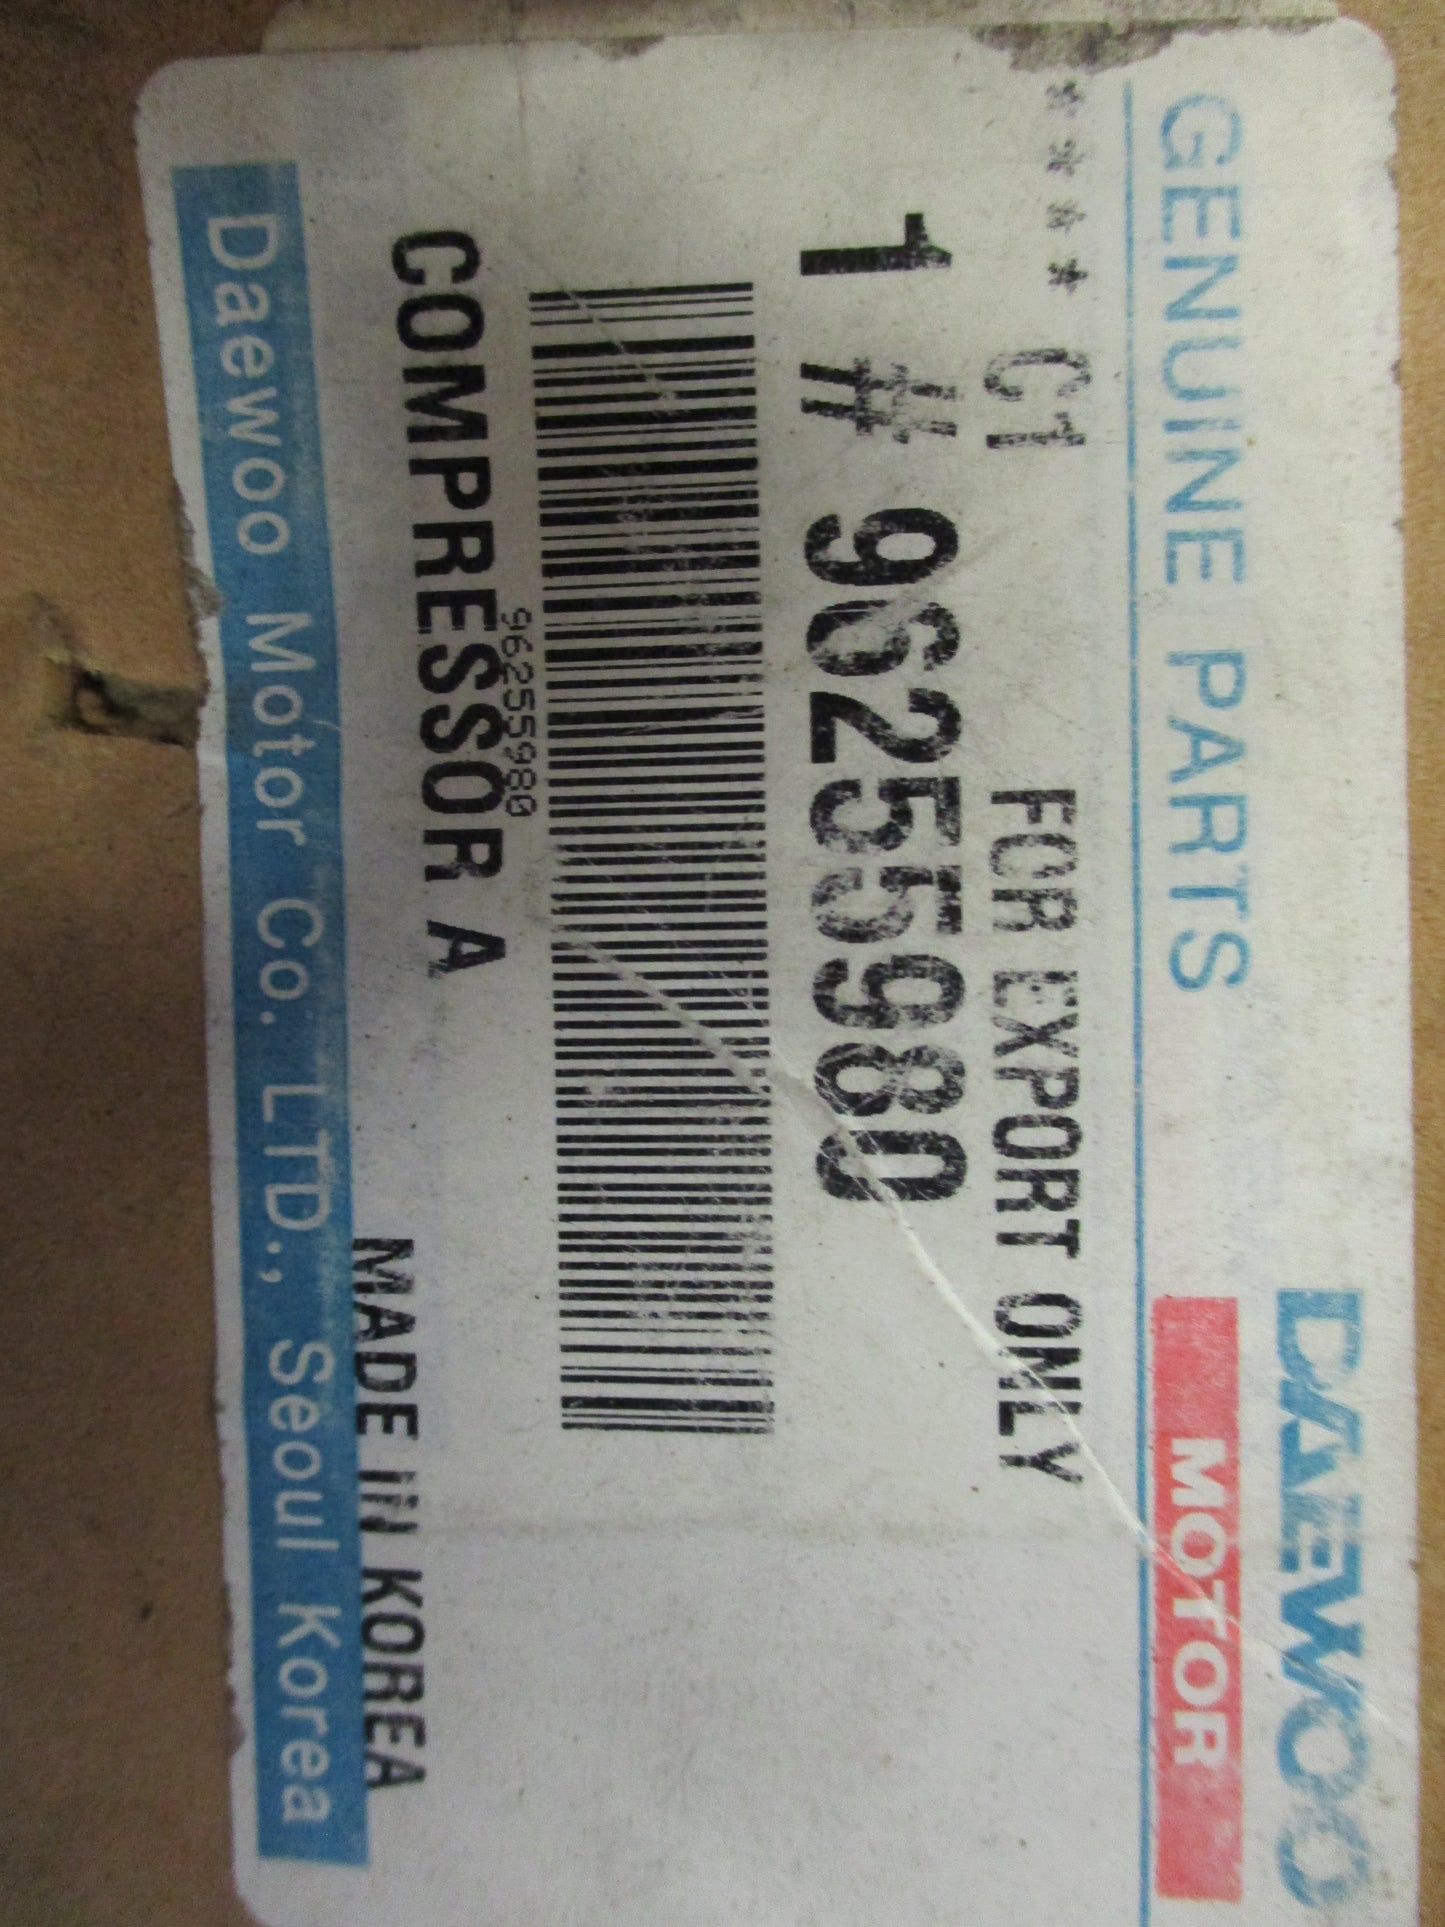 DAEWOO
GENUINE PARTS MOTOR
**** C1 FOR EXPORT ONLY
1 # 96255980
96255980
COMPRESSOR A
MADE IN KOREA
Daewoo Motor Co. LTD., Seoul Korea